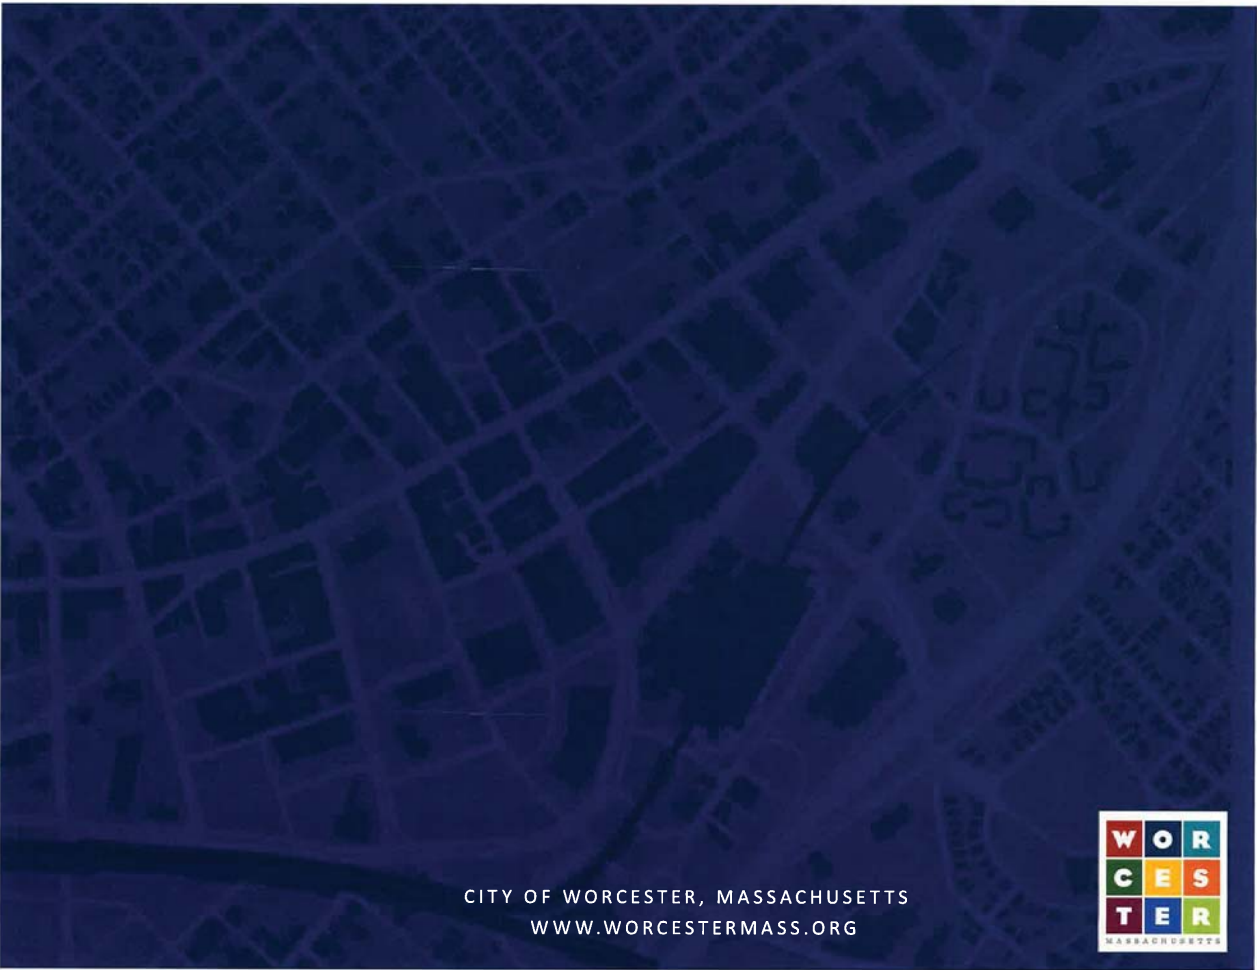 CITY OF WORCESTER, MASSACHUSETTS
WWW.WORCESTERMASS.ORG
WOR
CES
TER
MASSACHUSETTS